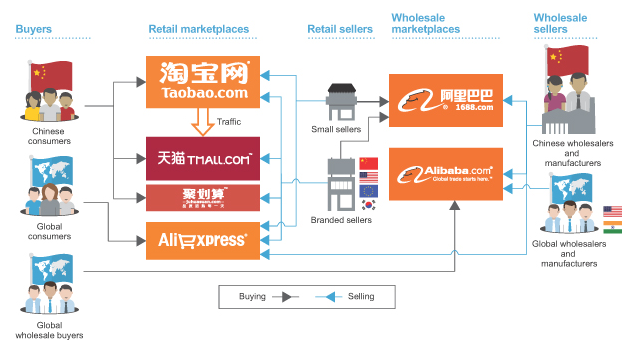 Buyers
Retail marketplaces
Retail sellers
Wholesale
marketplaces
Wholesale
sellers
淘宝网
Taobao.com
Traffic
天猫 TMALL.COM
聚划算
AliExpress
Chinese
consumers
Global
consumers
Global
wholesale buyers
Small sellers
Branded sellers
阿里巴巴
1688.com
Alibaba.com
Global trade starts here.
Chinese wholesalers
and
manufacturers
Global wholesalers
and
manufacturers
Buying
Selling